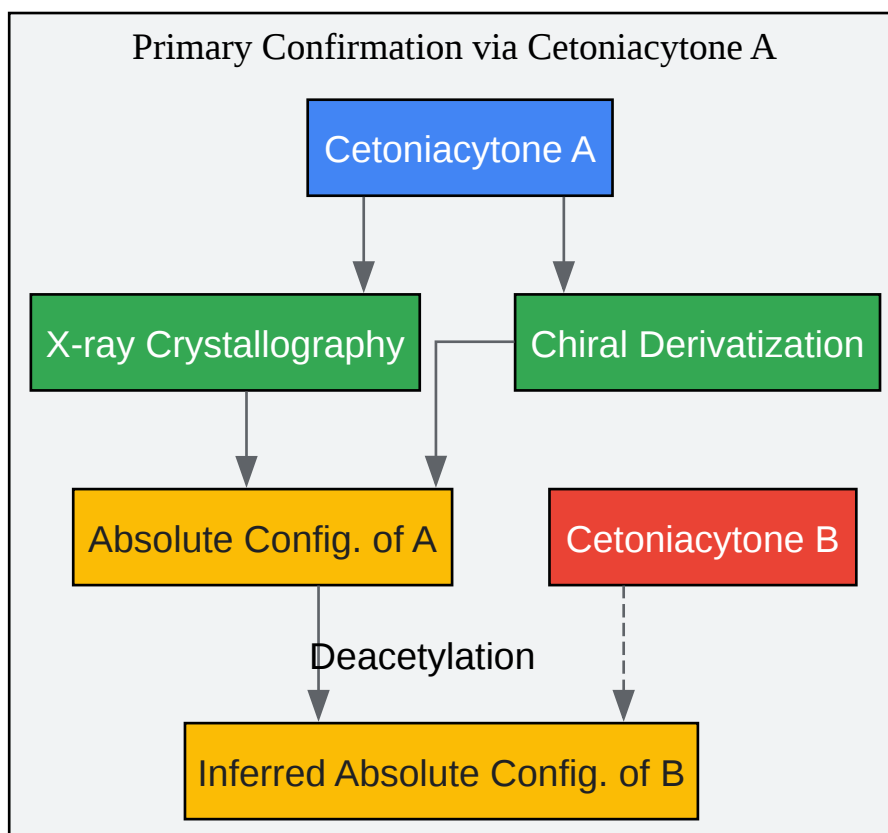 Primary Confirmation via Cetoniacytone A
Cetoniacytone A
X-ray Crystallography
Chiral Derivatization
Absolute Config. of A
Cetoniacytone B
Deacetylation
Inferred Absolute Config. of B